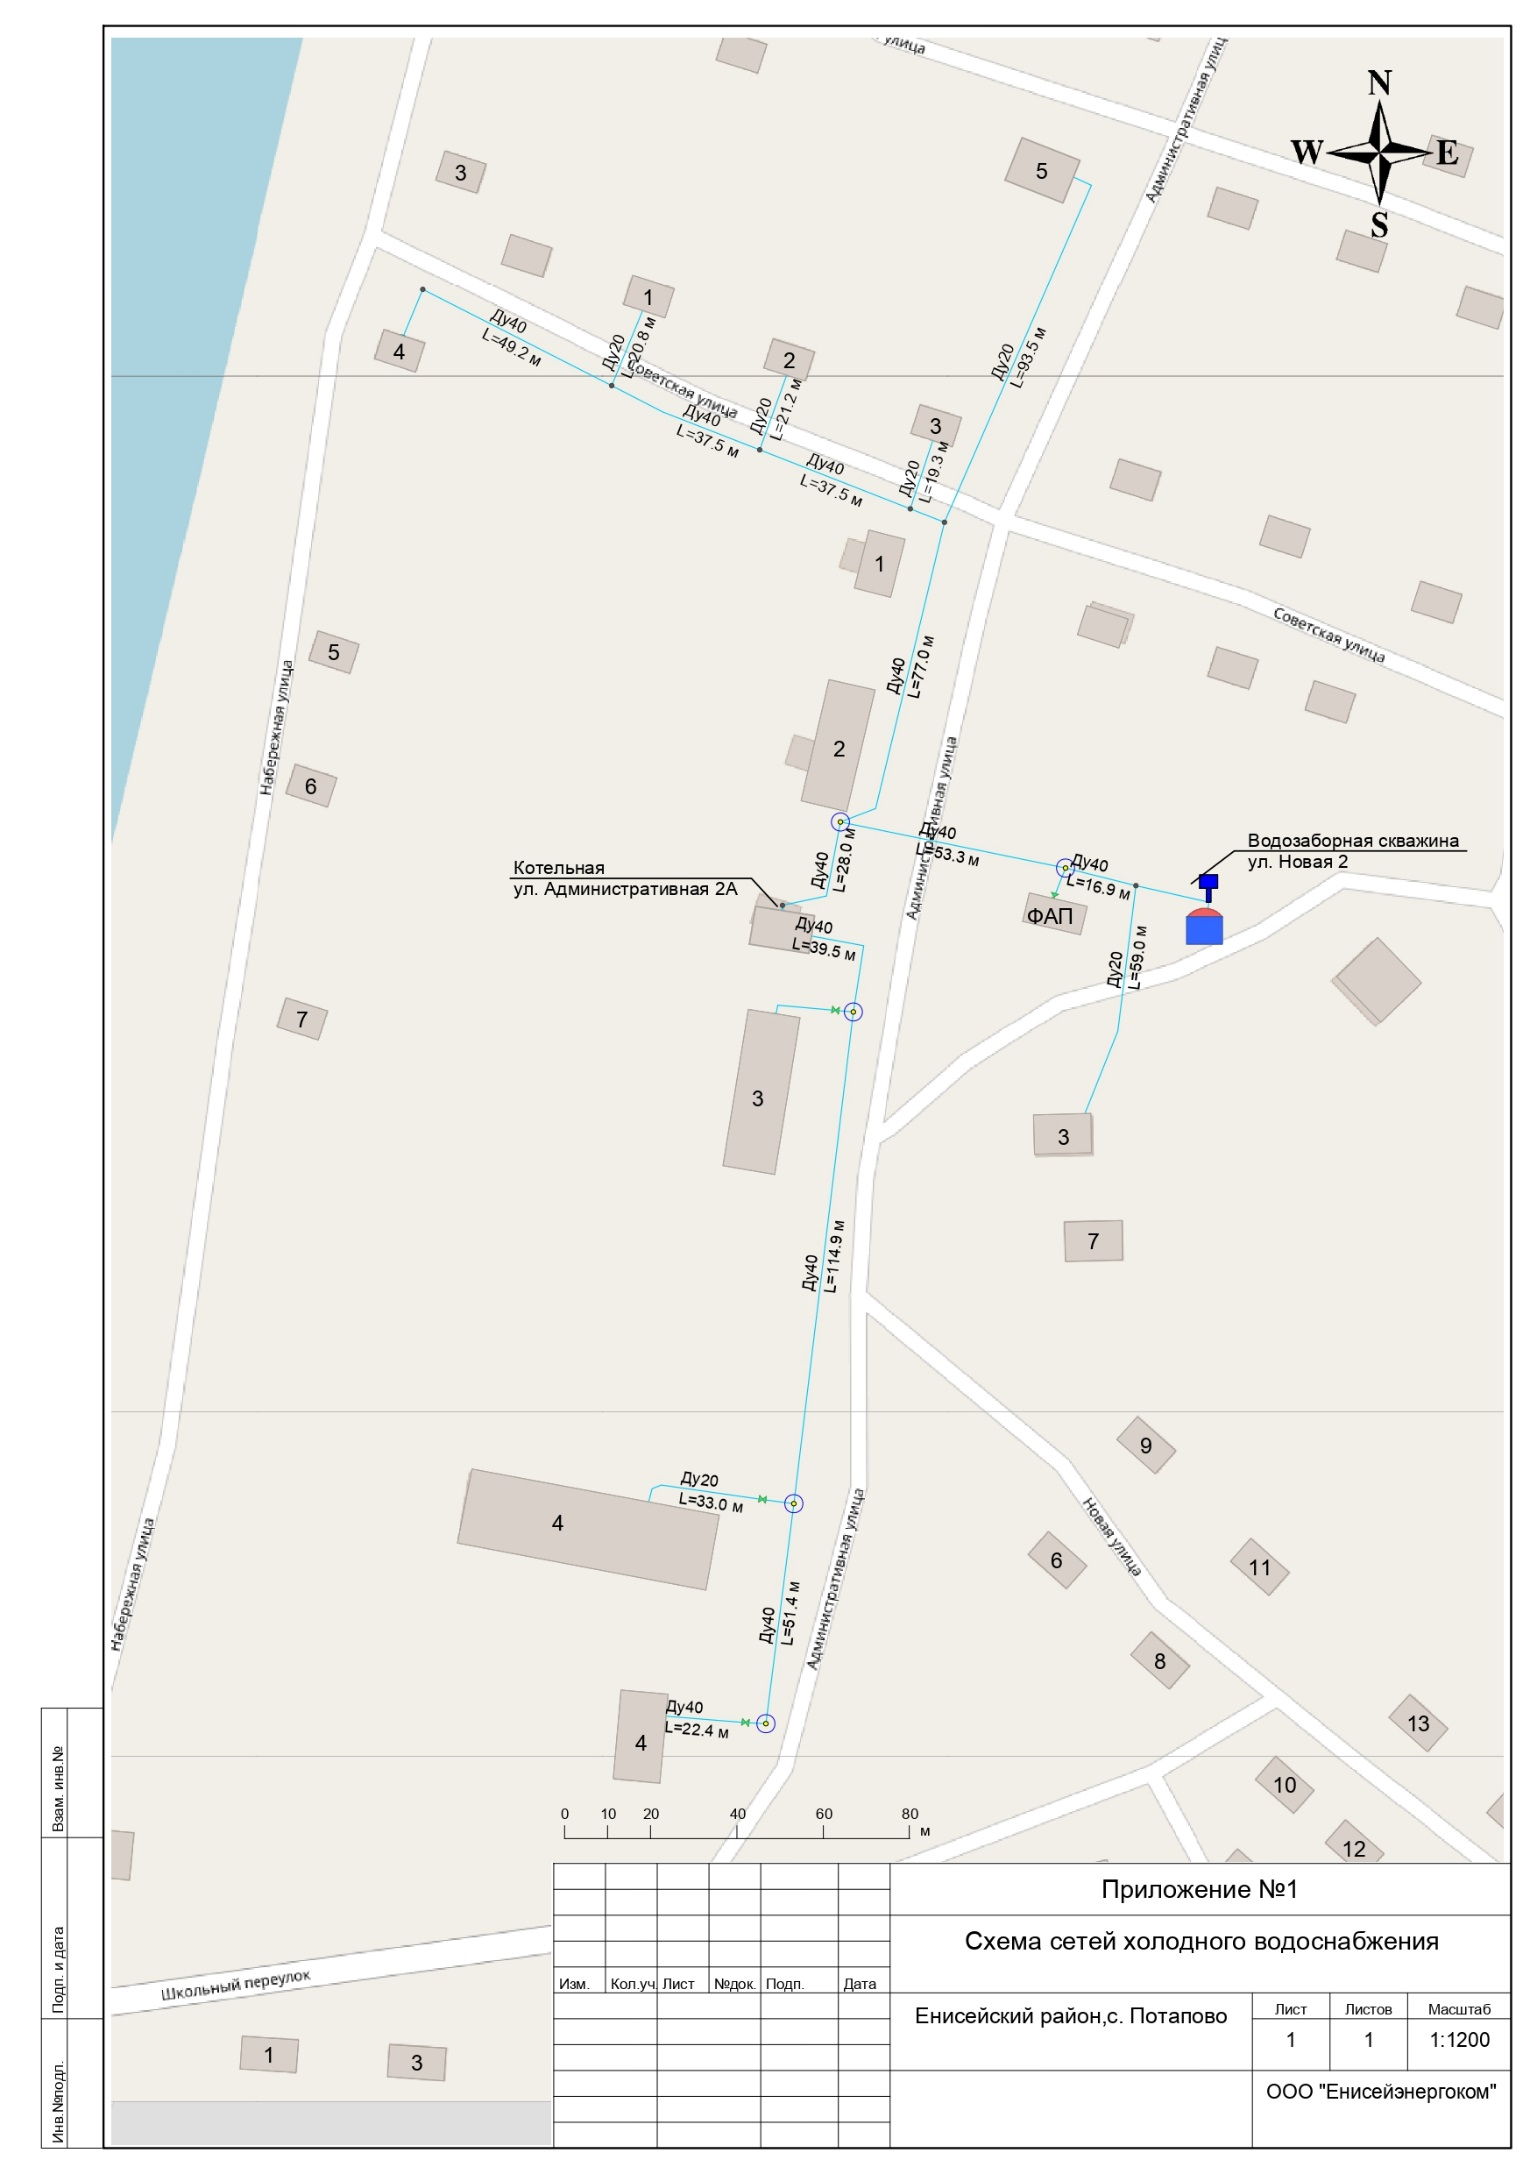 улица
Административная улиц
N
W
E
S
3
5
1
4
Ду40
L=49.2 м
Ду20
L=20.8 м
2
Советская улица
Ду20
L=93.5 м
Ду40
L=37.5 м
Ду20
L=21.2 м
3
Ду40
L=37.5 м
Ду20
L=19.3 м
1
Советская улица
5
Набережная улица
Ду40
L=77.0 м
2
6
Административная улица
Ду40
L=53.3 м
Ду40
L=28.0 м
Ду40
L=16.9 м
Водозаборная скважина
ул. Новая 2
Котельная
ул. Административная 2А
ФАП
Ду40
L=39.5 м
Ду20
L=59.0 м
7
3
3
7
Ду40
L=114.9 м
9
Ду20
L=33.0 м
4
Новая улица
6
11
Набережная улица
Административная улица
Ду40
L=51.4 м
8
Ду40
L=22.4 м
4
13
10
12
0 10 20 40 60 80
м
Школьный переулок
1
3
Взам. инв.№
Подп. и дата
Инв.№подл.
Приложение №1
Схема сетей холодного водоснабжения
Изм. Кол.уч. Лист №док. Подп. Дата
Енисейский район,с. Потапово
Лист Листов Масштаб
1 1 1:1200
ООО "Енисейэнергоком"